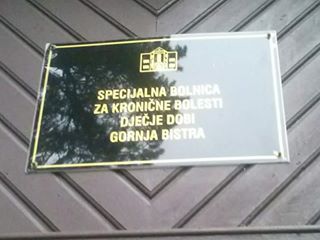 SPECIJALNA BOLNICA
ZA KRONIČNE BOLESTI
DJEČJE DOBI
GORNJA BISTRA